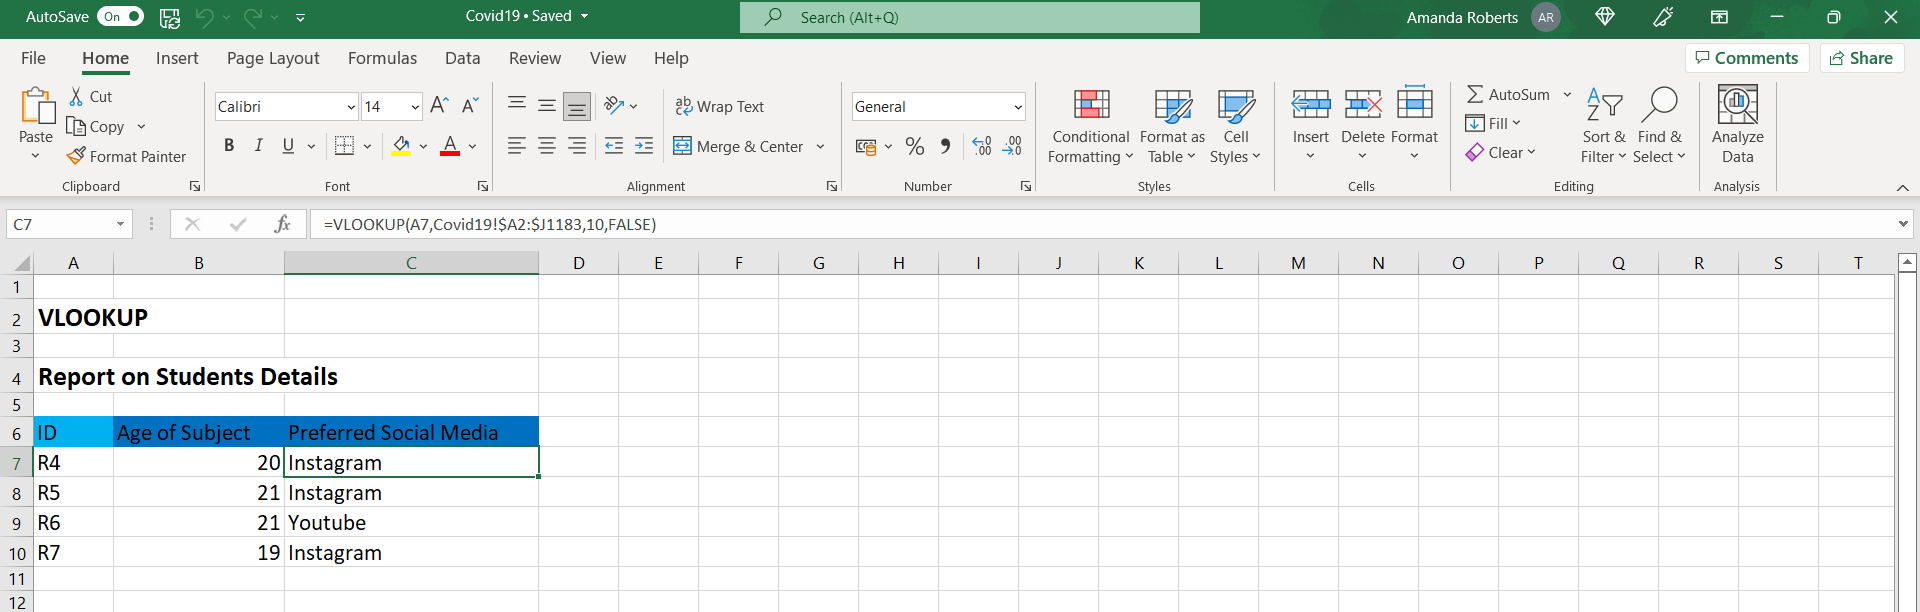 AutoSave On Covid19 • Saved Search (Alt+Q) Amanda Roberts AR
File Home Insert Page Layout Formulas Data Review View Help Comments Share
Paste
Cut
Copy
Format Painter
Clipboard
Calibri 14 A^ A˅
B I U A
Font
ab Wrap Text
Merge & Center
Alignment
General
% 9 .00
Number
Conditional Formatting
Format as Table
Cell Styles
Styles
Insert Delete Format
Cells
AutoSum
Fill
Clear
Sort & Filter
Find & Select
Editing
Analyze Data
Analysis
C7 fx =VLOOKUP(A7,Covid19!$A2:$J1183,10,FALSE)
A B C D E F G H I J K L M N O P Q R S T
1
2 VLOOKUP
3
4 Report on Students Details
5
6 ID Age of Subject Preferred Social Media
7 R4 20 Instagram
8 R5 21 Instagram
9 R6 21 Youtube
10 R7 19 Instagram
11
12